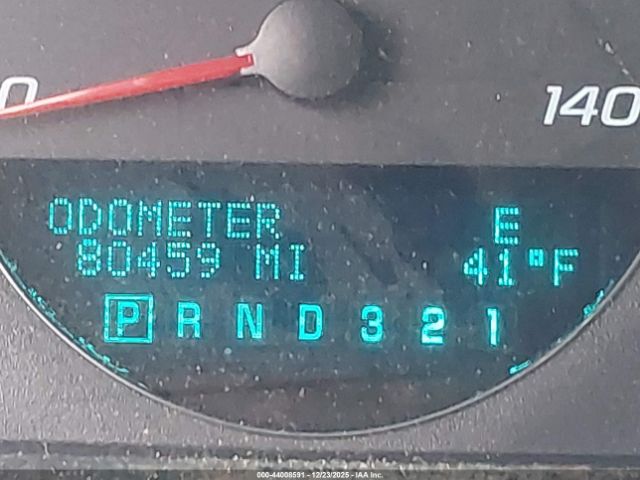 0
140
ODOMETER E
80459 MI 41°F
P R N D 3 2 1
000-44008591 - 12/23/2025 - IAA Inc.